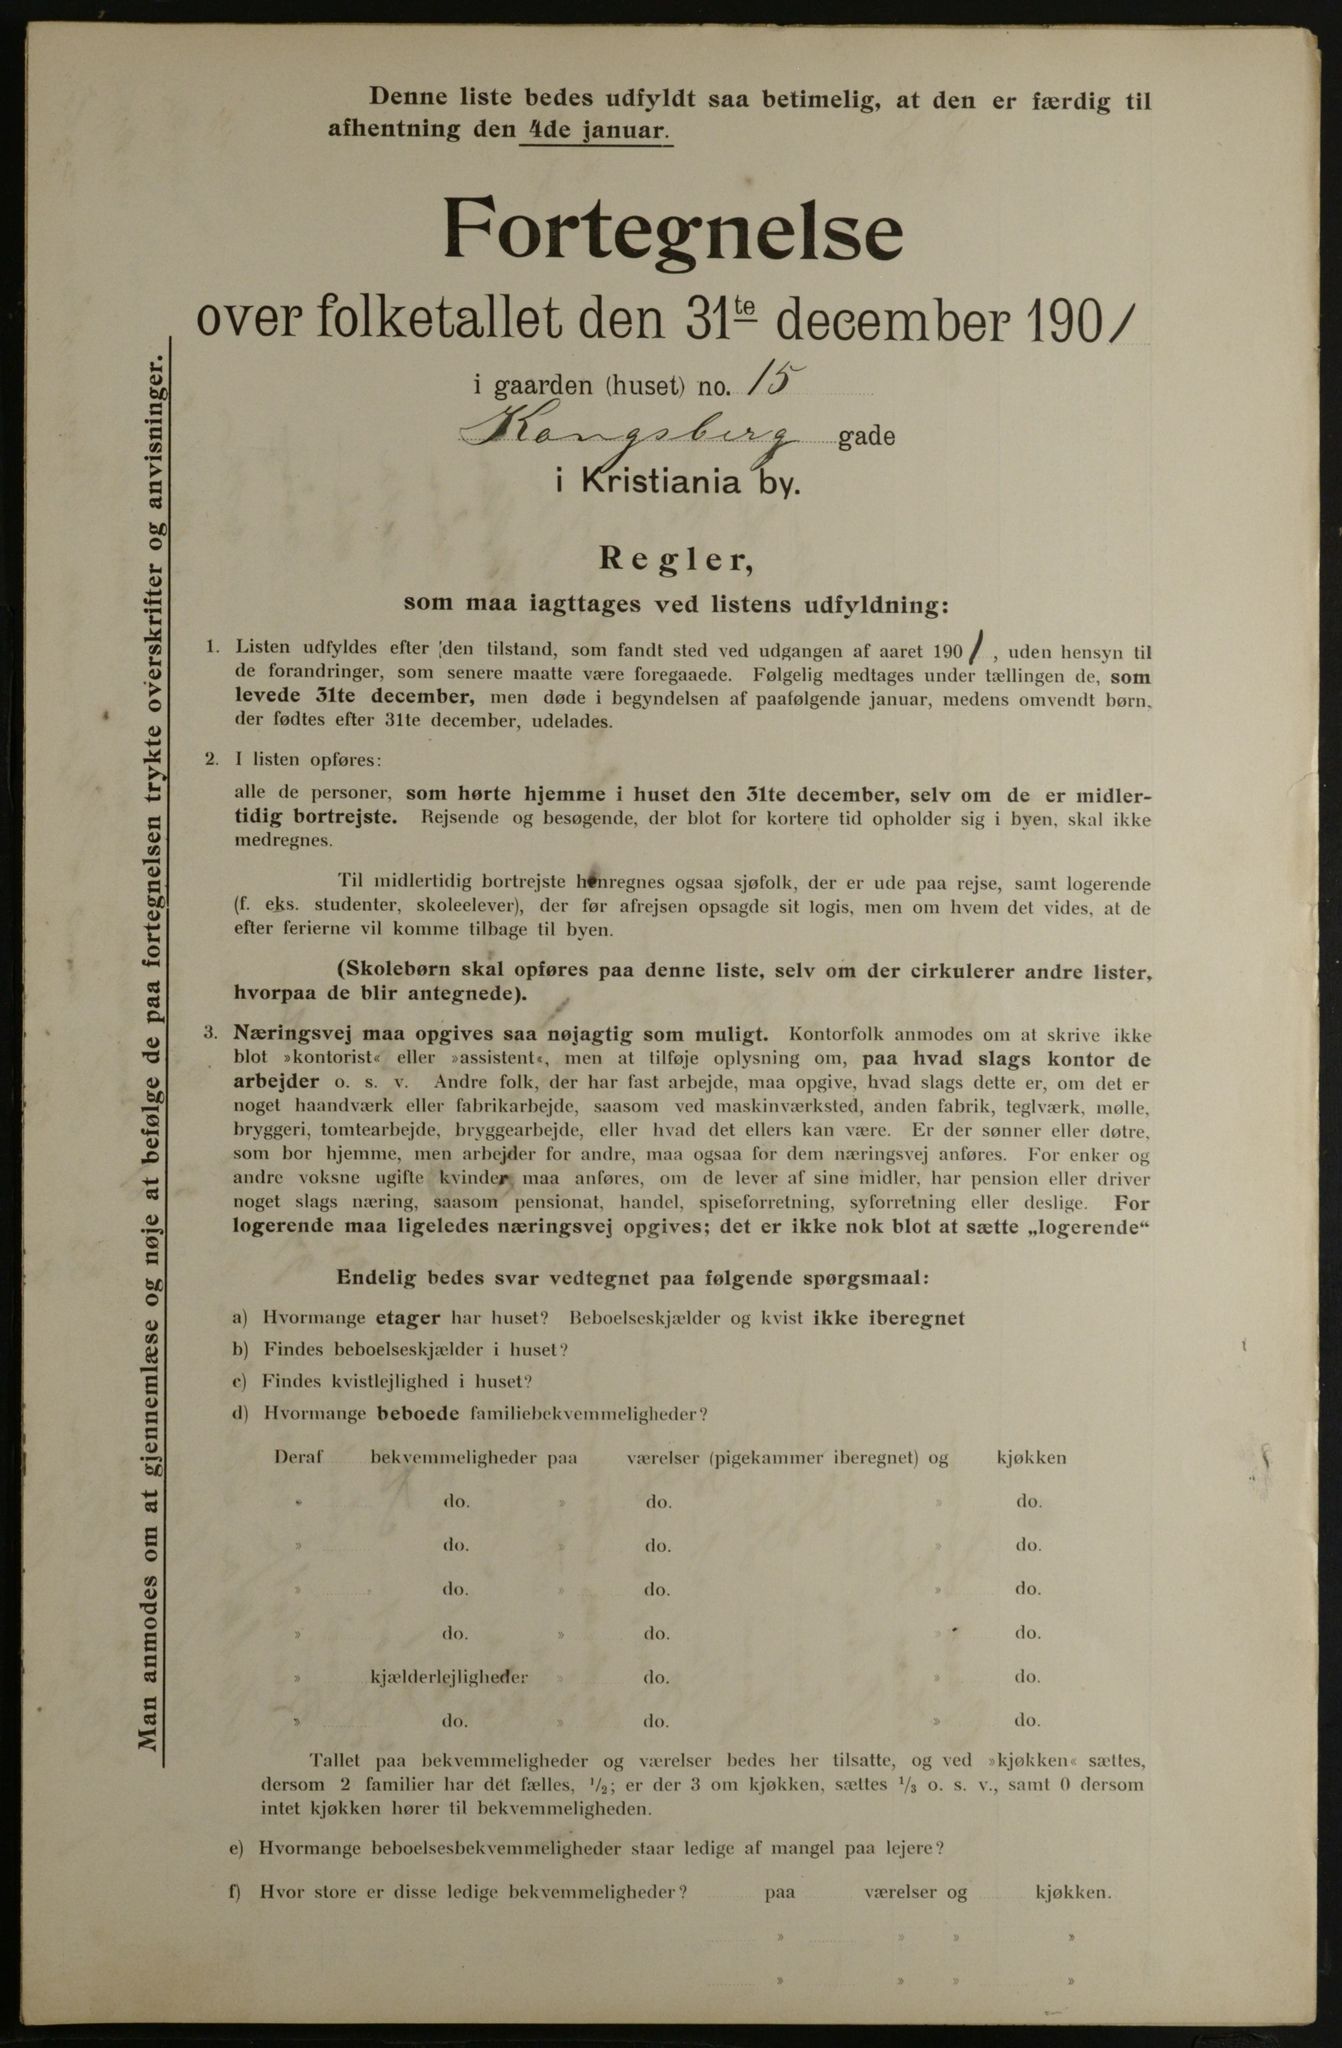 Denne liste bedes udfyldt saa betimelig, at den er færdig til
afhentning den 4de januar.
Fortegnelse
over folketallet den 31te december 1901
i gaarden (huset) no. 15
Kongsberg gade
i Kristiania by.
Regler,
som maa iagttages ved listens udfyldning:
1. Listen udfyldes efter den tilstand, som fandt sted ved udgangen af aaret 1901, uden hensyn til
de forandringer, som senere maatte være foregaaede. Følgelig medtages under tællingen de, som
levede 31te december, men døde i begyndelsen af paafølgende januar, medens omvendt børn,
der fødtes efter 31te december, udelades.
2. I listen opføres:
alle de personer, som hørte hjemme i huset den 31te december, selv om de er midler-
tidig bortrejste. Rejsende og besøgende, der blot for kortere tid opholder sig i byen, skal ikke
medregnes.
Til midlertidig bortrejste henregnes ogsaa sjøfolk, der er ude paa rejse, samt logerende
(f. eks. studenter, skoleelever), der før afrejsen opsagde sit logis, men om hvem det vides, at de
efter ferierne vil komme tilbage til byen.
(Skolebørn skal opføres paa denne liste, selv om der cirkulerer andre lister,
hvorpaa de blir antegnede).
3. Næringsvej maa opgives saa nøjagtig som muligt. Kontorfolk anmodes om at skrive ikke
blot »kontorist« eller »assistent«, men at tilføje oplysning om, paa hvad slags kontor de
arbejder o. s. v. Andre folk, der har fast arbejde, maa opgive, hvad slags dette er, om det er
noget haandværk eller fabrikarbejde, saasom ved maskinværksted, anden fabrik, teglværk, mølle,
bryggeri, tomtearbejde, bryggearbejde, eller hvad det ellers kan være. Er der sønner eller døtre,
som bor hjemme, men arbejder for andre, maa ogsaa for dem næringsvej anføres. For enker og
andre voksne ugifte kvinder maa anføres, om de lever af sine midler, har pension eller driver
noget slags næring, saasom pensionat, handel, spiseforretning, syforretning eller deslige. For
logerende maa ligeledes næringsvej opgives; det er ikke nok blot at sætte „logerende“
Endelig bedes svar vedtegnet paa følgende spørgsmaal:
a) Hvormange etager har huset? Beboelseskjælder og kvist ikke iberegnet
b) Findes beboelseskjælder i huset?
c) Findes kvistlejlighed i huset?
d) Hvormange beboede familiebekvemmeligheder?
Deraf bekvemmeligheder paa værelser (pigekammer iberegnet) og kjøkken
» do. » do. » do.
» do. » do. » do.
» do. » do. » do.
» do. » do. » do.
» kjælderlejligheder » do. » do.
» do. » do. » do.
Tallet paa bekvemmeligheder og værelser bedes her tilsatte, og ved »kjøkken« sættes,
dersom 2 familier har det fælles, 1/2; er der 3 om kjøkken, sættes 1/3 o. s. v., samt 0 dersom
intet kjøkken hører til bekvemmeligheden.
e) Hvormange beboelsesbekvemmeligheder staar ledige af mangel paa lejere?
f) Hvor store er disse ledige bekvemmeligheder? paa værelser og kjøkken.
» » » »
» » » »
Man anmodes om at gjennemlæse og nøje at befølge de paa fortegnelsen trykte overskrifter og anvisninger.